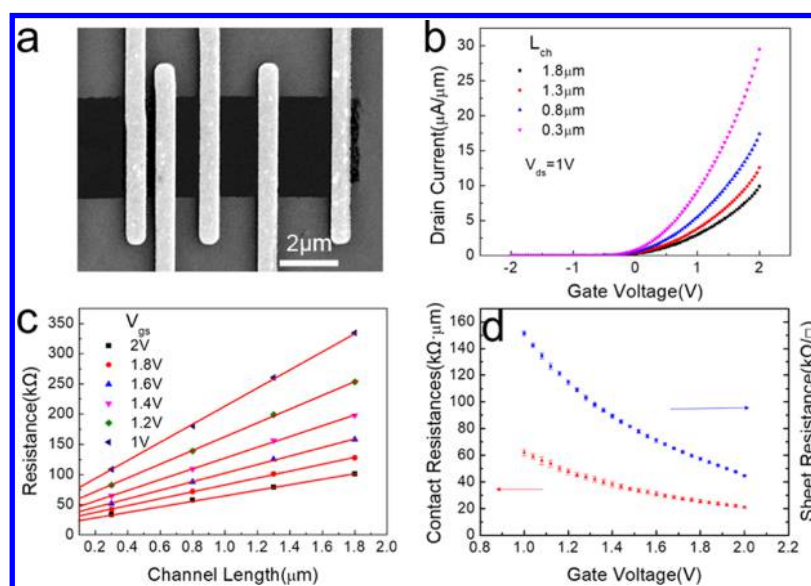 a
2μm
b
30
25
20
15
10
5
0
Drain Current(μA/μm)
L_ch
1.8μm
1.3μm
0.8μm
0.3μm
V_ds=1V
-2 -1 0 1 2
Gate Voltage(V)
c
350
300
250
200
150
100
50
0
Resistance(kΩ)
V_gs
2V
1.8V
1.6V
1.4V
1.2V
1V
0.2 0.4 0.6 0.8 1.0 1.2 1.4 1.6 1.8 2.0
Channel Length(μm)
d
160
140
120
100
80
60
40
20
0
Contact Resistances(kΩ·μm)
Sheet Resistance(kΩ/□)
0.8 1.0 1.2 1.4 1.6 1.8 2.0 2.2
Gate Voltage(V)